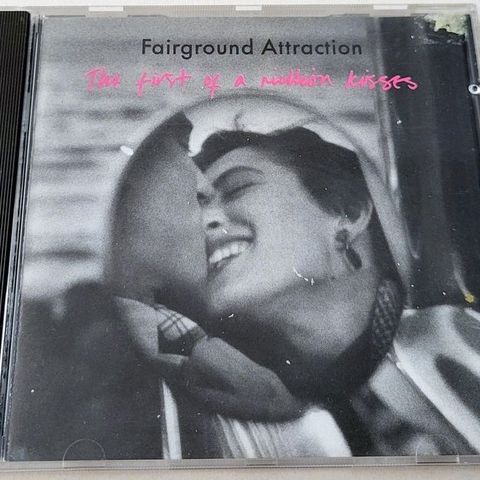 Fairground Attraction
The first of a million kisses